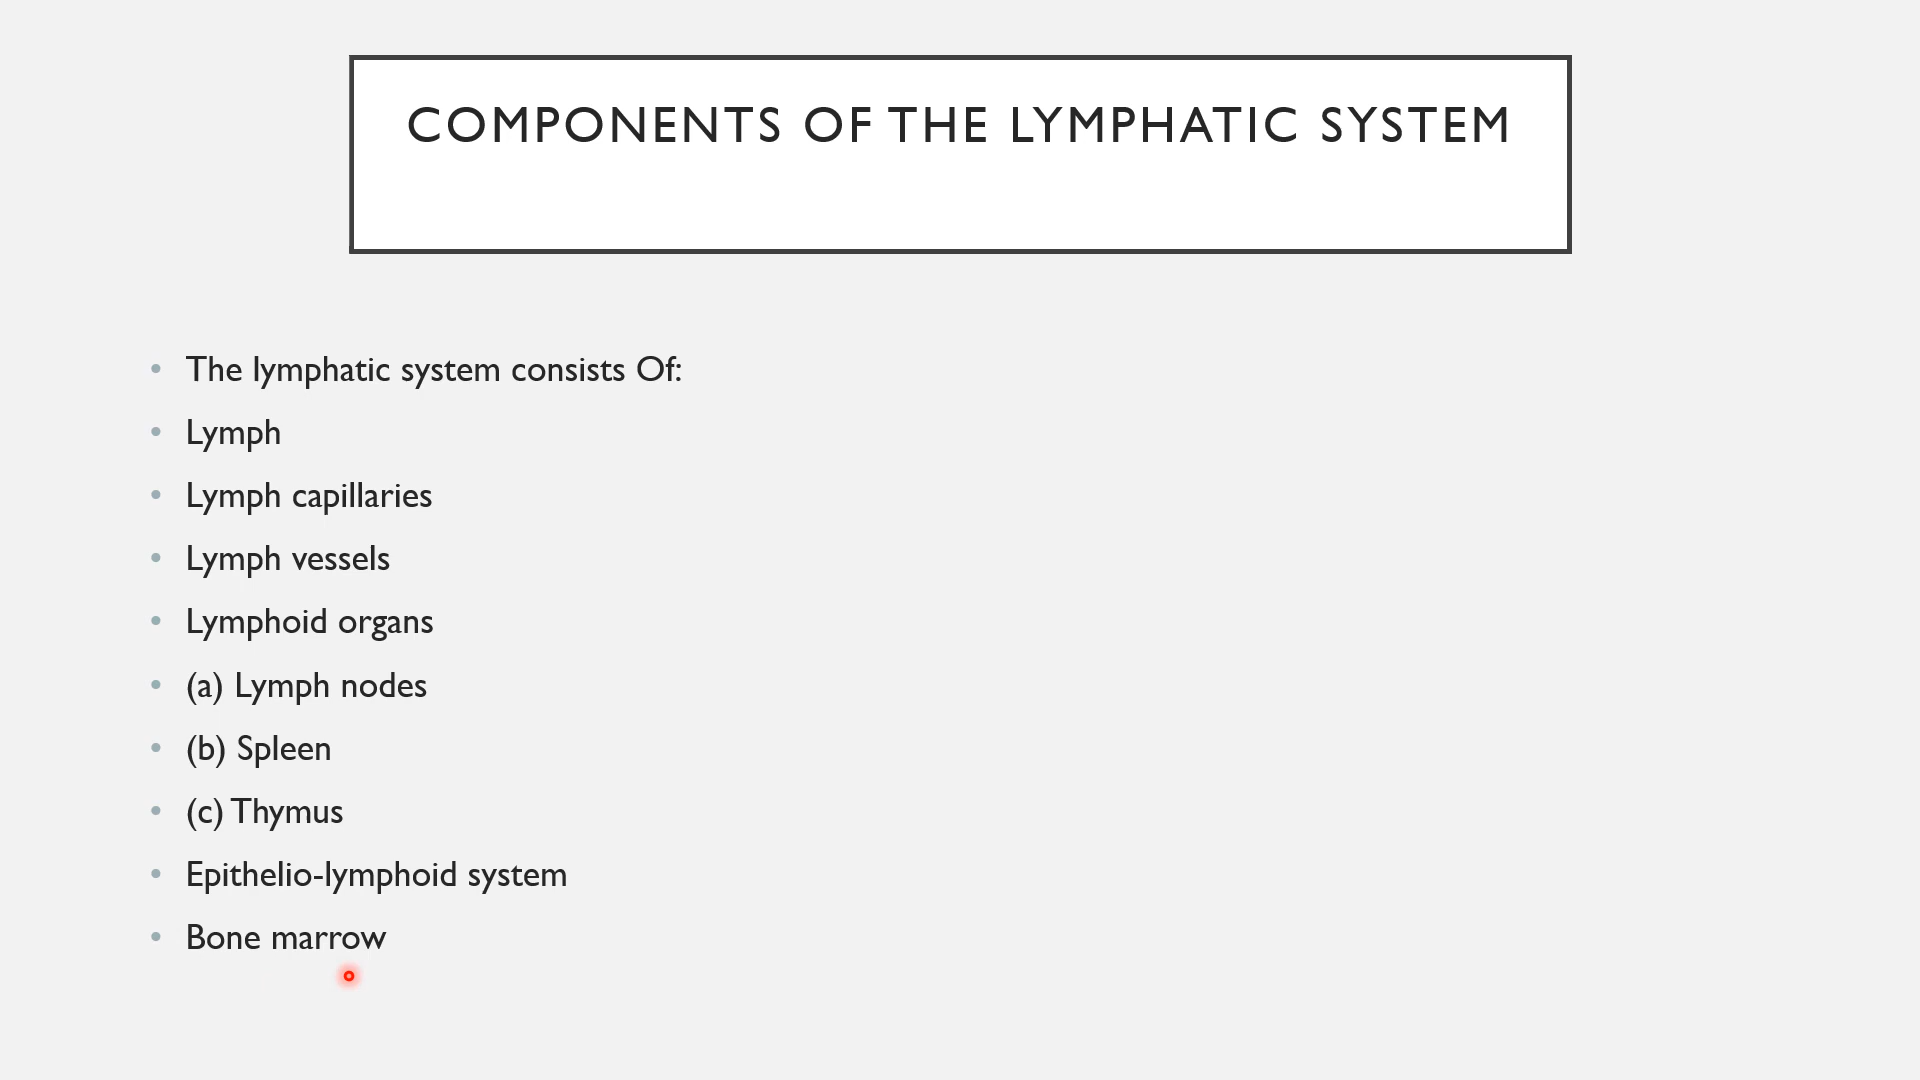 COMPONENTS OF THE LYMPHATIC SYSTEM
• The lymphatic system consists Of:
• Lymph
• Lymph capillaries
• Lymph vessels
• Lymphoid organs
• (a) Lymph nodes
• (b) Spleen
• (c) Thymus
• Epithelio-lymphoid system
• Bone marrow